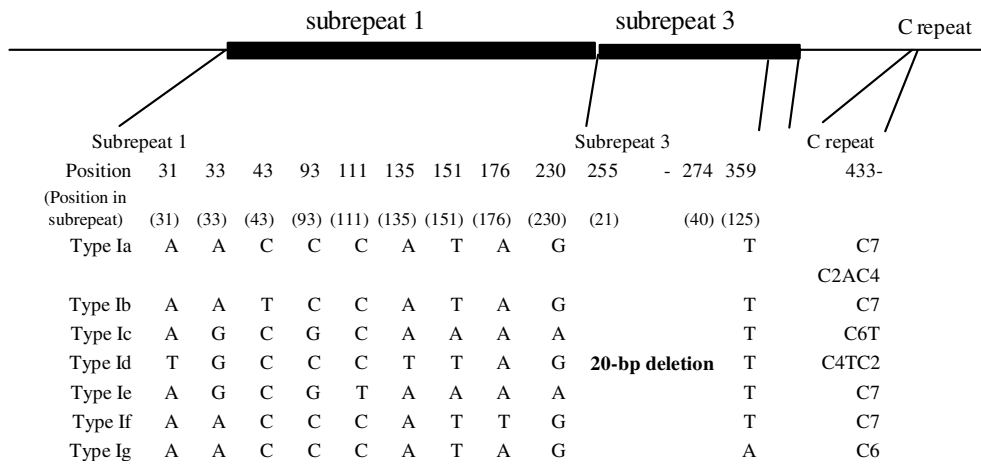 subrepeat 1 subrepeat 3 C repeat
Subrepeat 1 Subrepeat 3 C repeat
Position 31 33 43 93 111 135 151 176 230 255 - 274 359 433-
(Position in
subrepeat) (31) (33) (43) (93) (111) (135) (151) (176) (230) (21) (40) (125)
Type Ia A A C C C A T A G T C7
C2AC4
Type Ib A A T C C A T A G T C7
Type Ic A G C G C A A A A T C6T
Type Id T G C C C T T A G 20-bp deletion T C4TC2
Type Ie A G C G T A A A A T C7
Type If A A C C C A T T G T C7
Type Ig A A C C C A T A G A C6